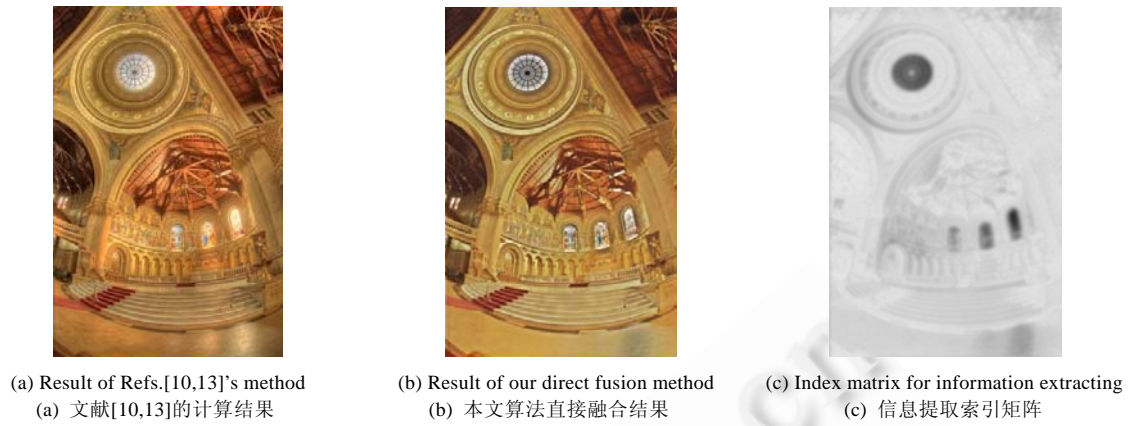 (a) Result of Refs.[10,13]'s method
(a) 文献[10,13]的计算结果
(b) Result of our direct fusion method
(b) 本文算法直接融合结果
(c) Index matrix for information extracting
(c) 信息提取索引矩阵